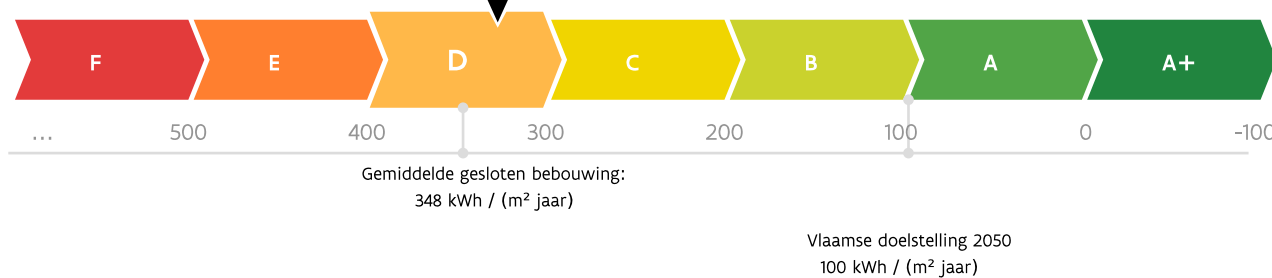 F E D C B A A+
... 500 400 300 200 100 0 -100
Gemiddelde gesloten bebouwing:
348 kWh / (m² jaar)
Vlaamse doelstelling 2050
100 kWh / (m² jaar)